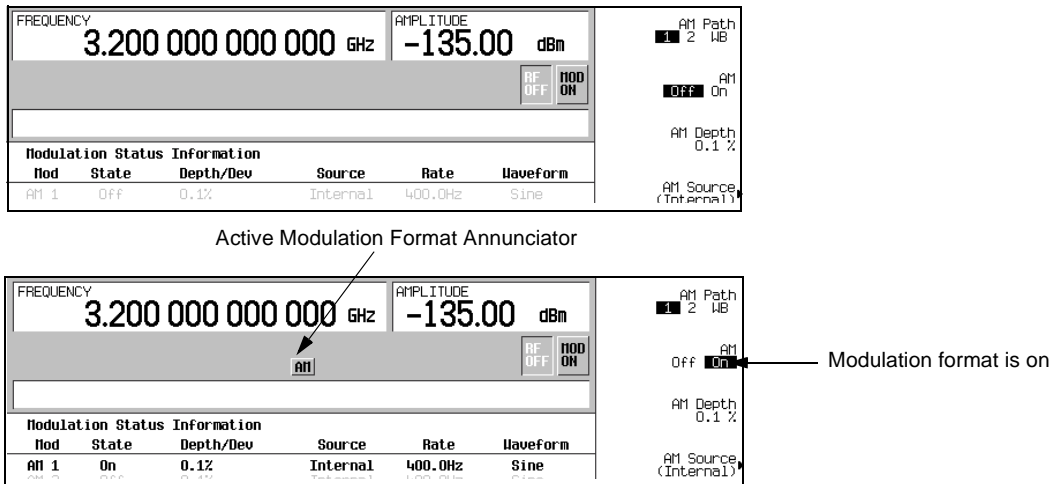 FREQUENCY
3.200 000 000 000 GHz
AMPLITUDE
-135.00 dBm
RF OFF
MOD ON
Modulation Status Information
Mod State Depth/Dev Source Rate Waveform
AM 1 Off 0.1% Internal 400.0Hz Sine
AM Path
1 2 WB
AM
Off On
AM Depth
0.1 %
AM Source
(Internal)
Active Modulation Format Annunciator
FREQUENCY
3.200 000 000 000 GHz
AMPLITUDE
-135.00 dBm
AM
RF OFF
MOD ON
Modulation Status Information
Mod State Depth/Dev Source Rate Waveform
AM 1 On 0.1% Internal 400.0Hz Sine
AM Path
1 2 WB
AM
Off On
Modulation format is on
AM Depth
0.1 %
AM Source
(Internal)